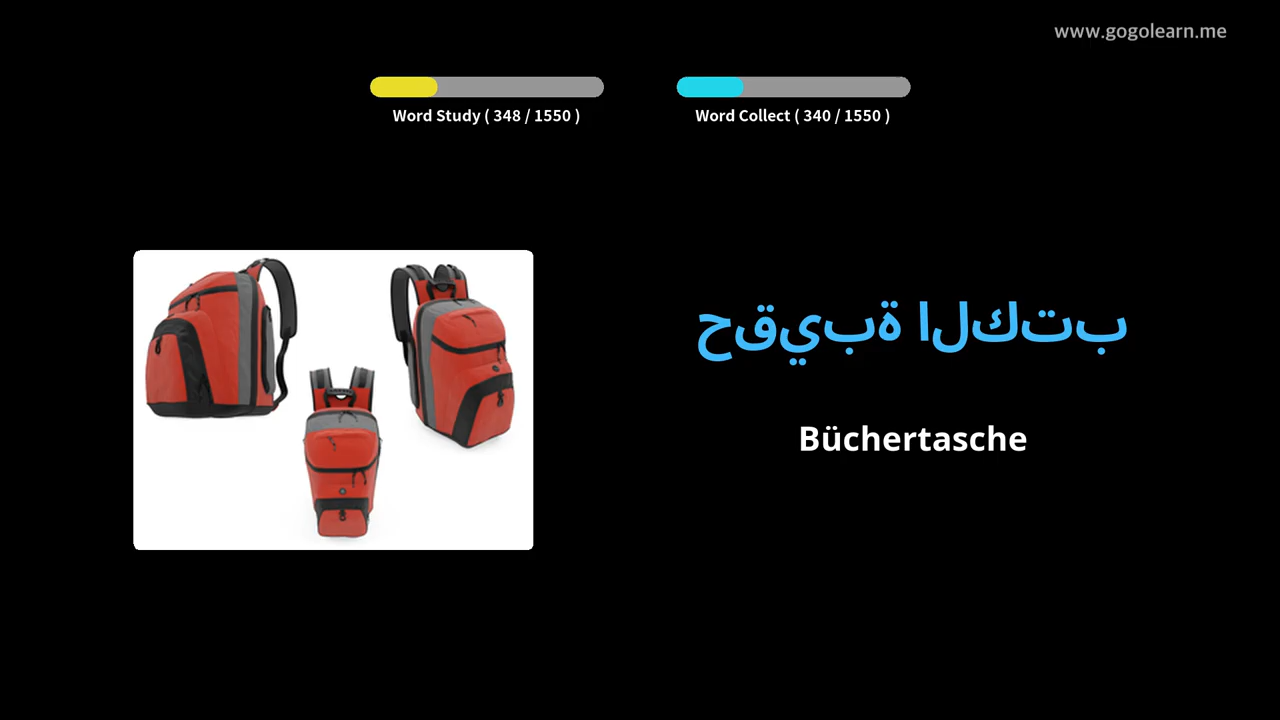 www.gogolearn.me
Word Study ( 348 / 1550 )
Word Collect ( 340 / 1550 )
حقيبة الكتب
Büchertasche